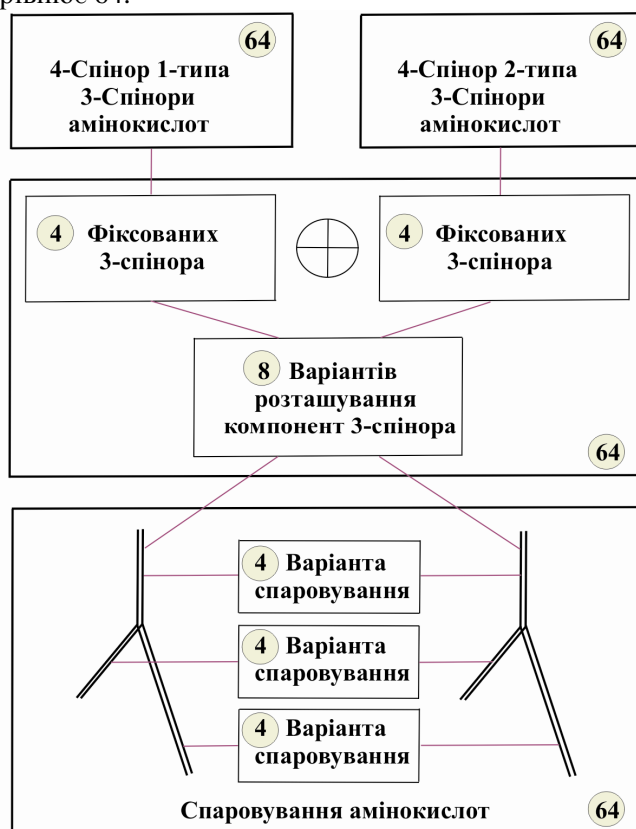 рівнює 64.
64
4-Спінор 1-типа
3-Спінори
амінокислот
64
4-Спінор 2-типа
3-Спінори
амінокислот
4 Фіксованих
3-спінора
4 Фіксованих
3-спінора
8 Варіантів
розташування
компонент 3-спінора
64
4 Варіанта
спаровування
4 Варіанта
спаровування
4 Варіанта
спаровування
Спаровування амінокислот
64